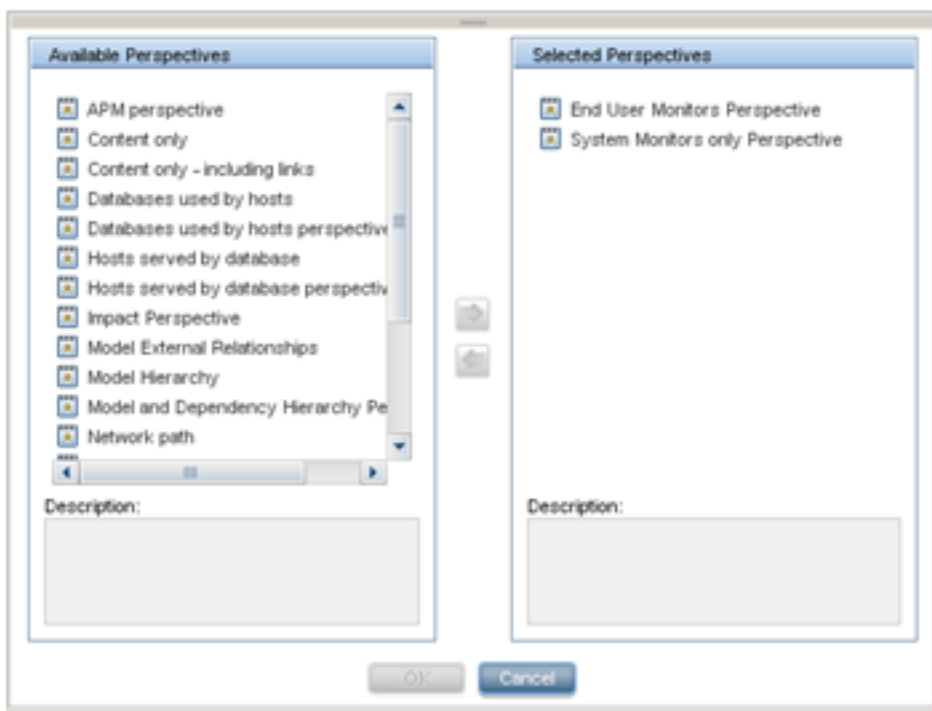 Available Perspectives
APM perspective
Content only
Content only - including links
Databases used by hosts
Databases used by hosts perspective
Hosts served by database
Hosts served by database perspectiv
Impact Perspective
Model External Relationships
Model Hierarchy
Model and Dependency Hierarchy Pe
Network path
Description:
Selected Perspectives
End User Monitors Perspective
System Monitors only Perspective
Description:
OK
Cancel